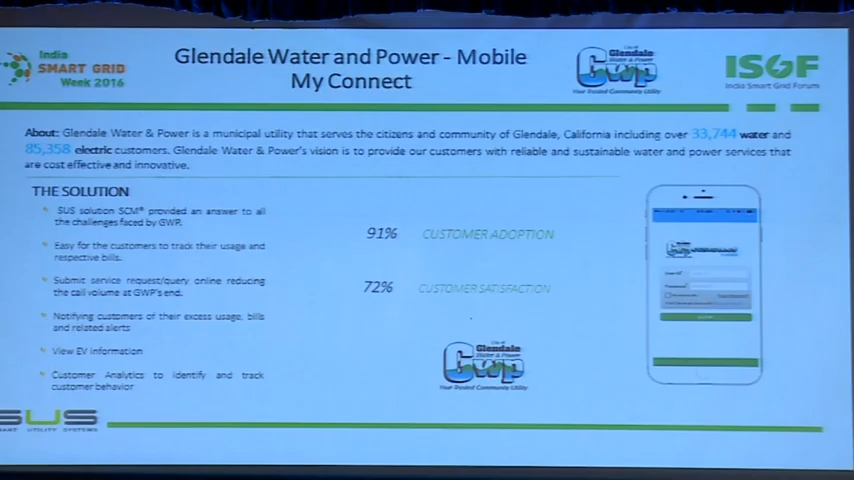 India
SMART GRID
Week 2016
Glendale Water and Power - Mobile
My Connect
City of
Glendale
Water & Power
GWP
Your Trusted Community Utility
ISGF
India Smart Grid Forum
About: Glendale Water & Power is a municipal utility that serves the citizens and community of Glendale, California including over 33,744 water and
85,358 electric customers. Glendale Water & Power's vision is to provide our customers with reliable and sustainable water and power services that
are cost effective and innovative.
THE SOLUTION
SUS solution SCM® provided an answer to all
the challenges faced by GWP.
Easy for the customers to track their usage and
respective bills.
Submit service request/query online reducing
the call volume at GWP's end.
Notifying customers of their excess usage, bills
and related alerts
View EV Information
Customer Analytics to identify and track
customer behavior
91% CUSTOMER ADOPTION
72% CUSTOMER SATISFACTION
City of
Glendale
Water & Power
GWP
Your Trusted Community Utility
SUS
SMART UTILITY SYSTEMS